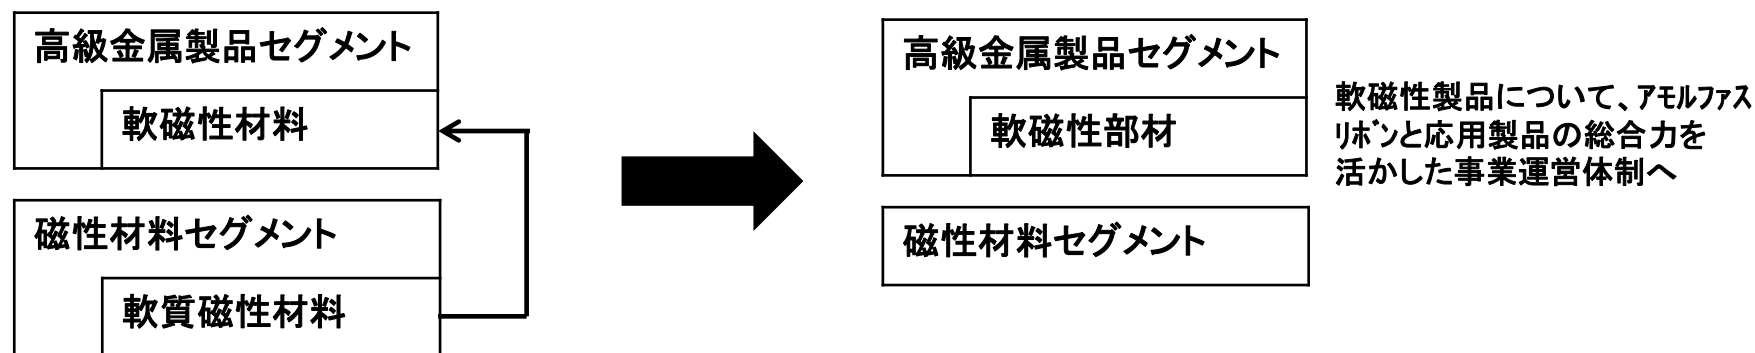 高級金属製品セグメント
軟磁性材料
磁性材料セグメント
軟質磁性材料
高級金属製品セグメント
軟磁性部材
磁性材料セグメント
軟磁性製品について、ｱﾓﾙﾌｧｽ
ﾘﾎﾞﾝと応用製品の総合力を
活かした事業運営体制へ